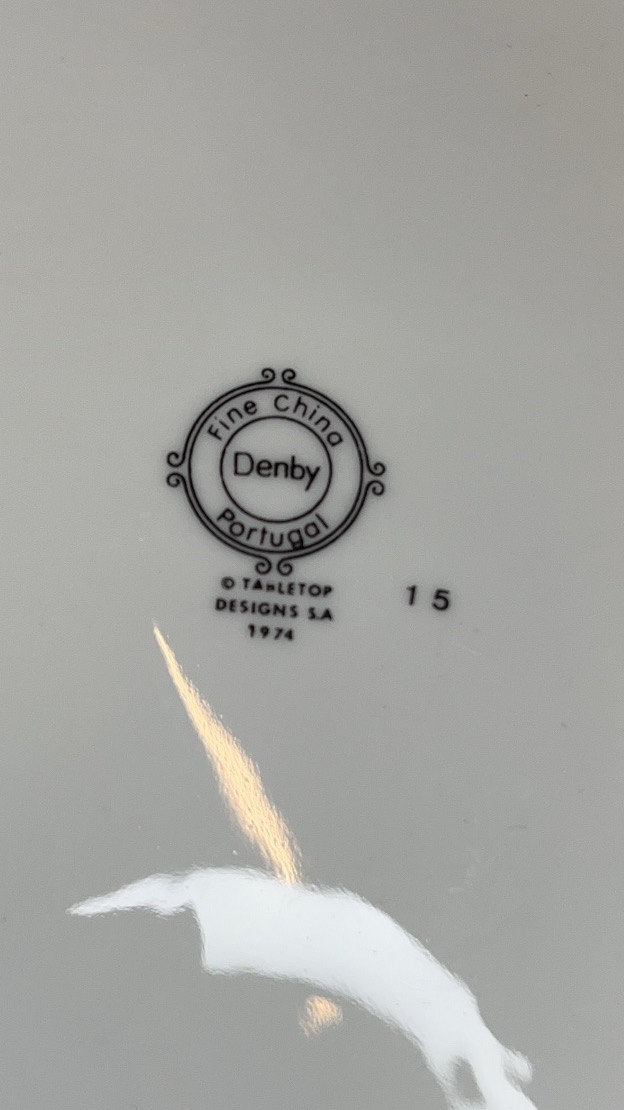 Fine China
Denby
Portugal
© TABLETOP
DESIGNS S.A
1974
15